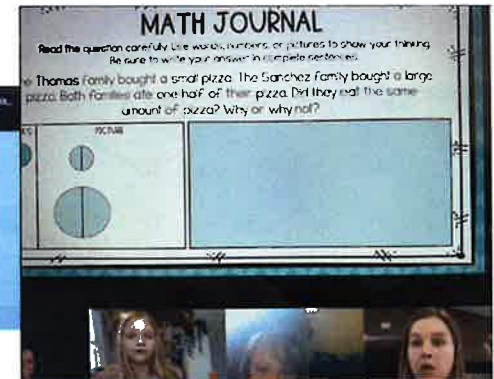 MATH JOURNAL
Read the question carefully. Use words, numbers, or pictures to show your thinking.
Be sure to write your answer in complete sentences.
Thomas family bought a small pizza. The Sanchez family bought a large
pizza. Both families ate one half of their pizza. Did they eat the same
amount of pizza? Why or why not?
PICTURE